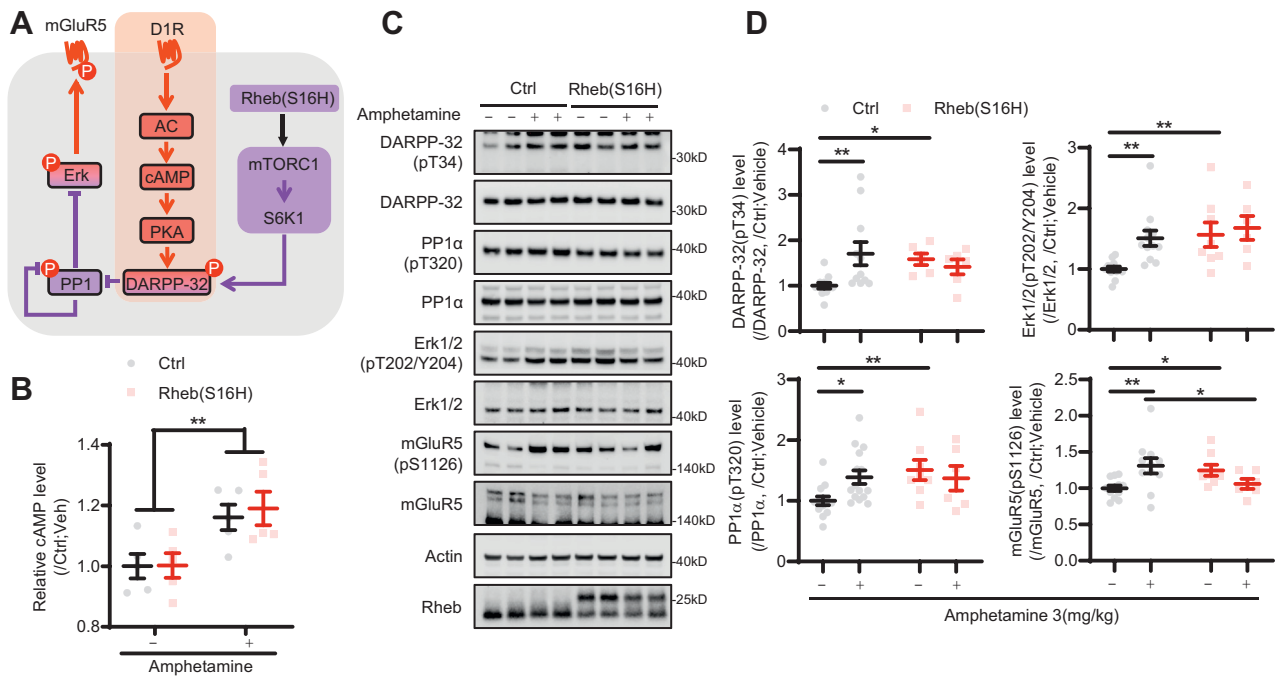 A
mGluR5
D1R
P
Rheb(S16H)
AC
mTORC1
P
Erk
cAMP
S6K1
PKA
P
P
PP1
DARPP-32
B
Ctrl
Rheb(S16H)
**
1.4
1.2
1.0
0.8
Relative cAMP level
(/Ctrl;Veh)
− +
Amphetamine
C
Ctrl Rheb(S16H)
Amphetamine − − + + − − + +
DARPP-32
(pT34)
-30kD
DARPP-32
-30kD
PP1α
(pT320)
-40kD
PP1α
-40kD
Erk1/2
(pT202/Y204)
-40kD
Erk1/2
-40kD
mGluR5
(pS1126)
-140kD
mGluR5
-140kD
Actin
-40kD
Rheb
-25kD
D
Ctrl Rheb(S16H)
DARPP-32(pT34) level
(/DARPP-32, /Ctrl;Vehicle)
4
3
2
1
0
*
**
Erk1/2(pT202/Y204) level
(/Erk1/2, /Ctrl;Vehicle)
3
2
1
0
**
**
PP1α(pT320) level
(/PP1α, /Ctrl;Vehicle)
3
2
1
0
**
*
− + − +
mGluR5(pS1126) level
(/mGluR5, /Ctrl;Vehicle)
2.5
2.0
1.5
1.0
0.5
0.0
*
**
*
− + − +
Amphetamine 3(mg/kg)